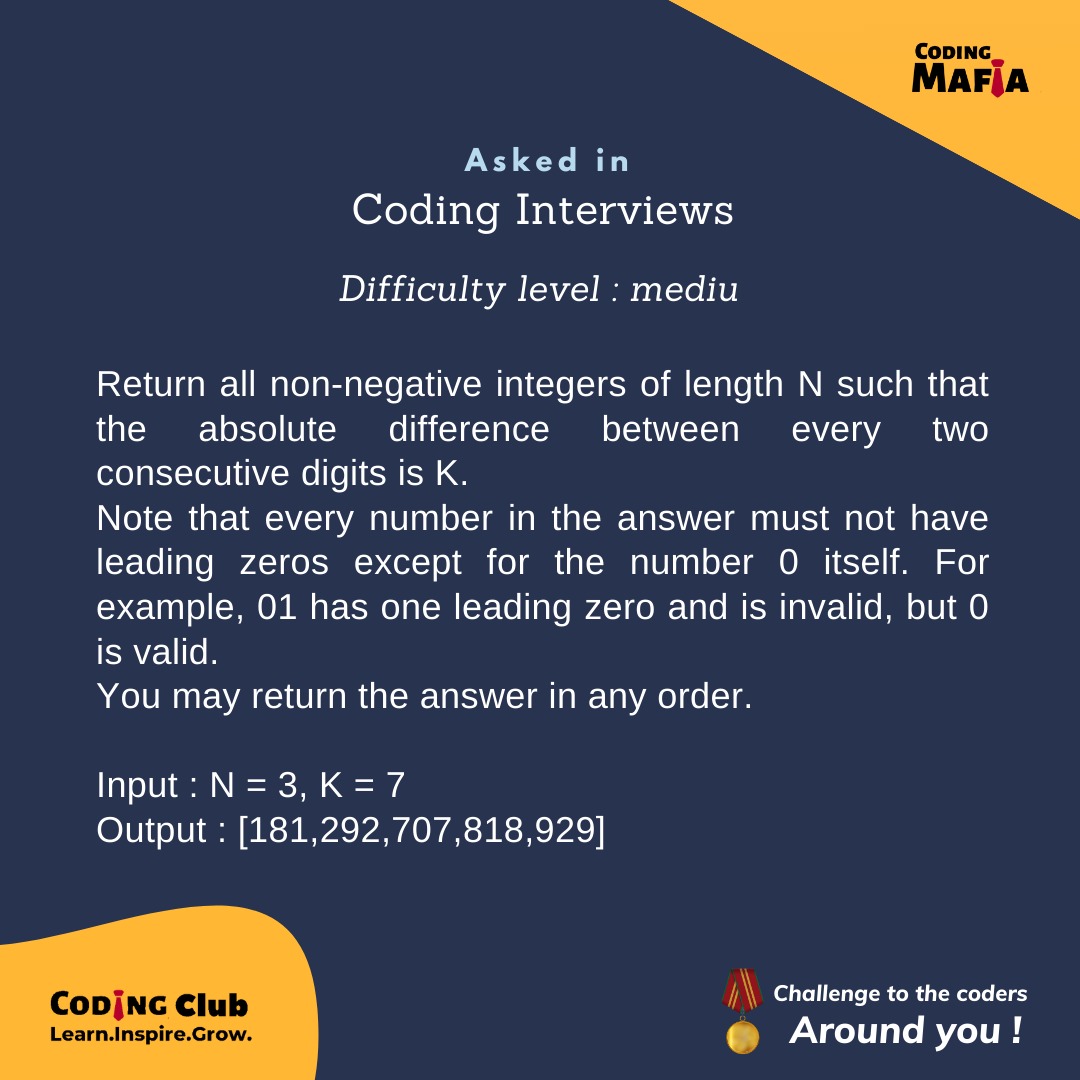 CODING
MAFIA
Asked in
Coding Interviews
Difficulty level : mediu
Return all non-negative integers of length N such that
the absolute difference between every two
consecutive digits is K.
Note that every number in the answer must not have
leading zeros except for the number 0 itself. For
example, 01 has one leading zero and is invalid, but 0
is valid.
You may return the answer in any order.
Input : N = 3, K = 7
Output : [181,292,707,818,929]
CODING Club
Learn.Inspire.Grow.
Challenge to the coders
Around you !